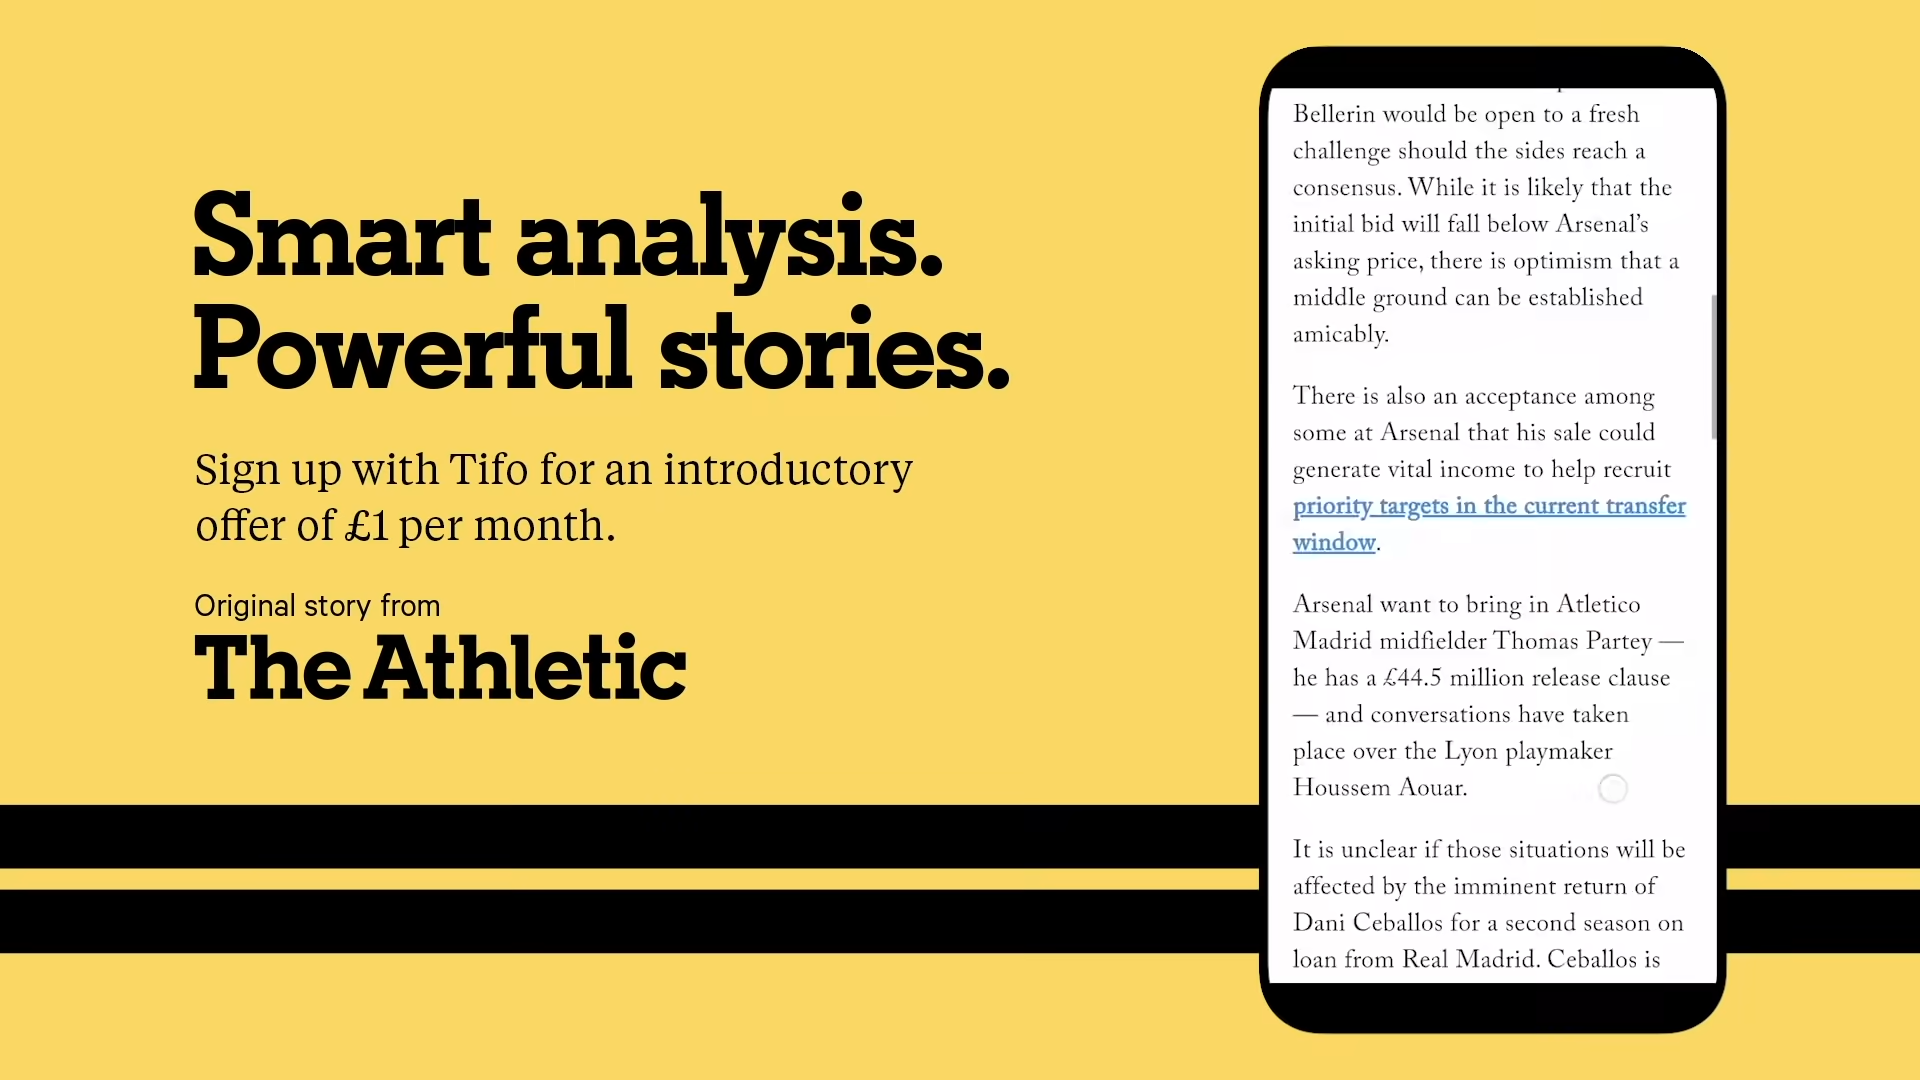 Smart analysis.
Powerful stories.
Sign up with Tifo for an introductory
offer of £1 per month.
Original story from
The Athletic
Bellerin would be open to a fresh
challenge should the sides reach a
consensus. While it is likely that the
initial bid will fall below Arsenal’s
asking price, there is optimism that a
middle ground can be established
amicably.
There is also an acceptance among
some at Arsenal that his sale could
generate vital income to help recruit
priority targets in the current transfer
window.
Arsenal want to bring in Atletico
Madrid midfielder Thomas Partey —
he has a £44.5 million release clause
— and conversations have taken
place over the Lyon playmaker
Houssem Aouar.
It is unclear if those situations will be
affected by the imminent return of
Dani Ceballos for a second season on
loan from Real Madrid. Ceballos is